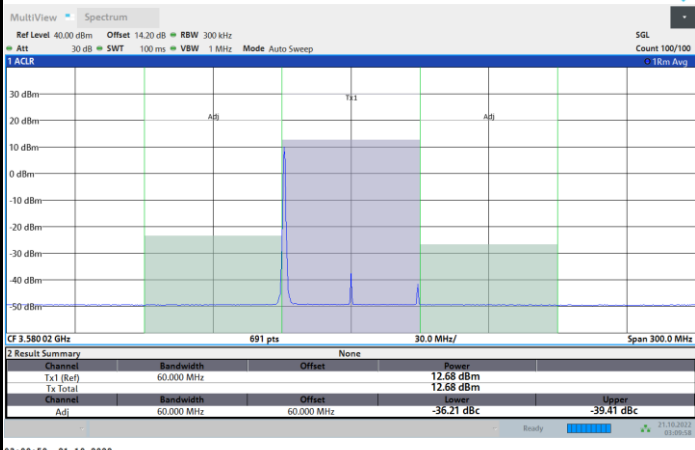 MultiView Spectrum
Ref Level 40.00 dBm Offset 14.20 dB RBW 300 kHz SGL
Att 30 dB SWT 100 ms VBW 1 MHz Mode Auto Sweep Count 100/100
1 ACLR 1Rm Avg
30 dBm
Tx1
20 dBm
Adj Adj
10 dBm
0 dBm
-10 dBm
-20 dBm
-30 dBm
-40 dBm
-50 dBm
CF 3.58002 GHz 691 pts 30.0 MHz/ Span 300.0 MHz
2 Result Summary None
Channel Bandwidth Offset Power
Tx1 (Ref) 60.000 MHz 12.68 dBm
Tx Total 12.68 dBm
Channel Bandwidth Offset Lower Upper
Adj 60.000 MHz 60.000 MHz -36.21 dBc -39.41 dBc
Ready 21.10.2022
03:09:58